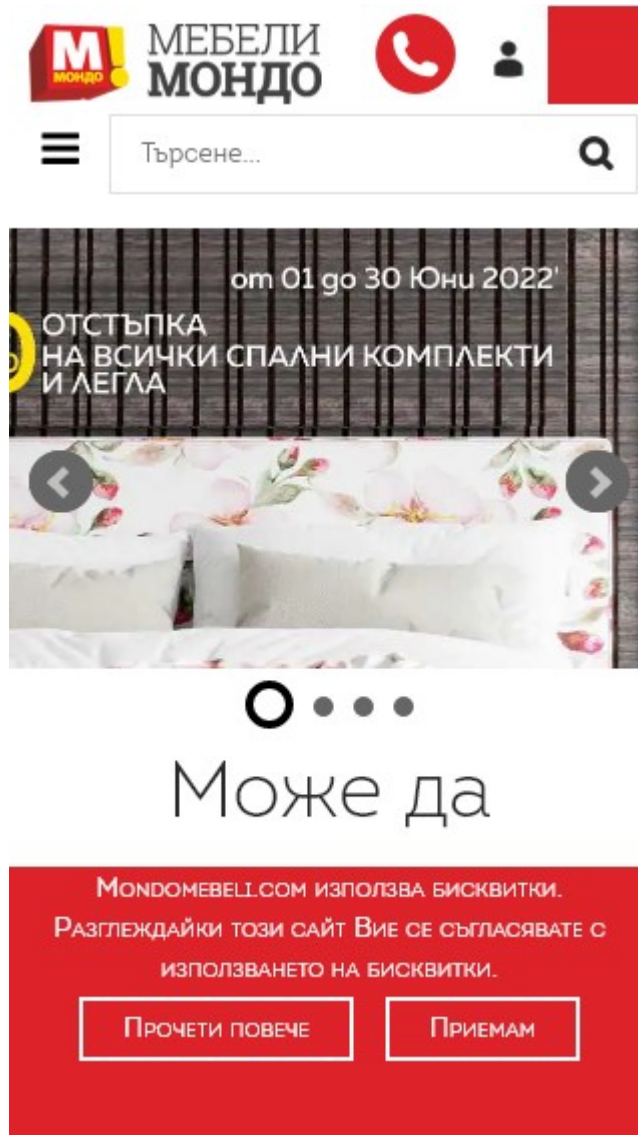 М!
МОНДО
МЕБЕЛИ
МОНДО
Търсене...
от 01 до 30 Юни 2022'
ОТСТЪПКА
НА ВСИЧКИ СПАЛНИ КОМПЛЕКТИ
И ЛЕГЛА
Може да
Mondomebeli.com използва бисквитки.
Разглеждайки този сайт Вие се съгласявате с
използването на бисквитки.
Прочети повече
Приемам